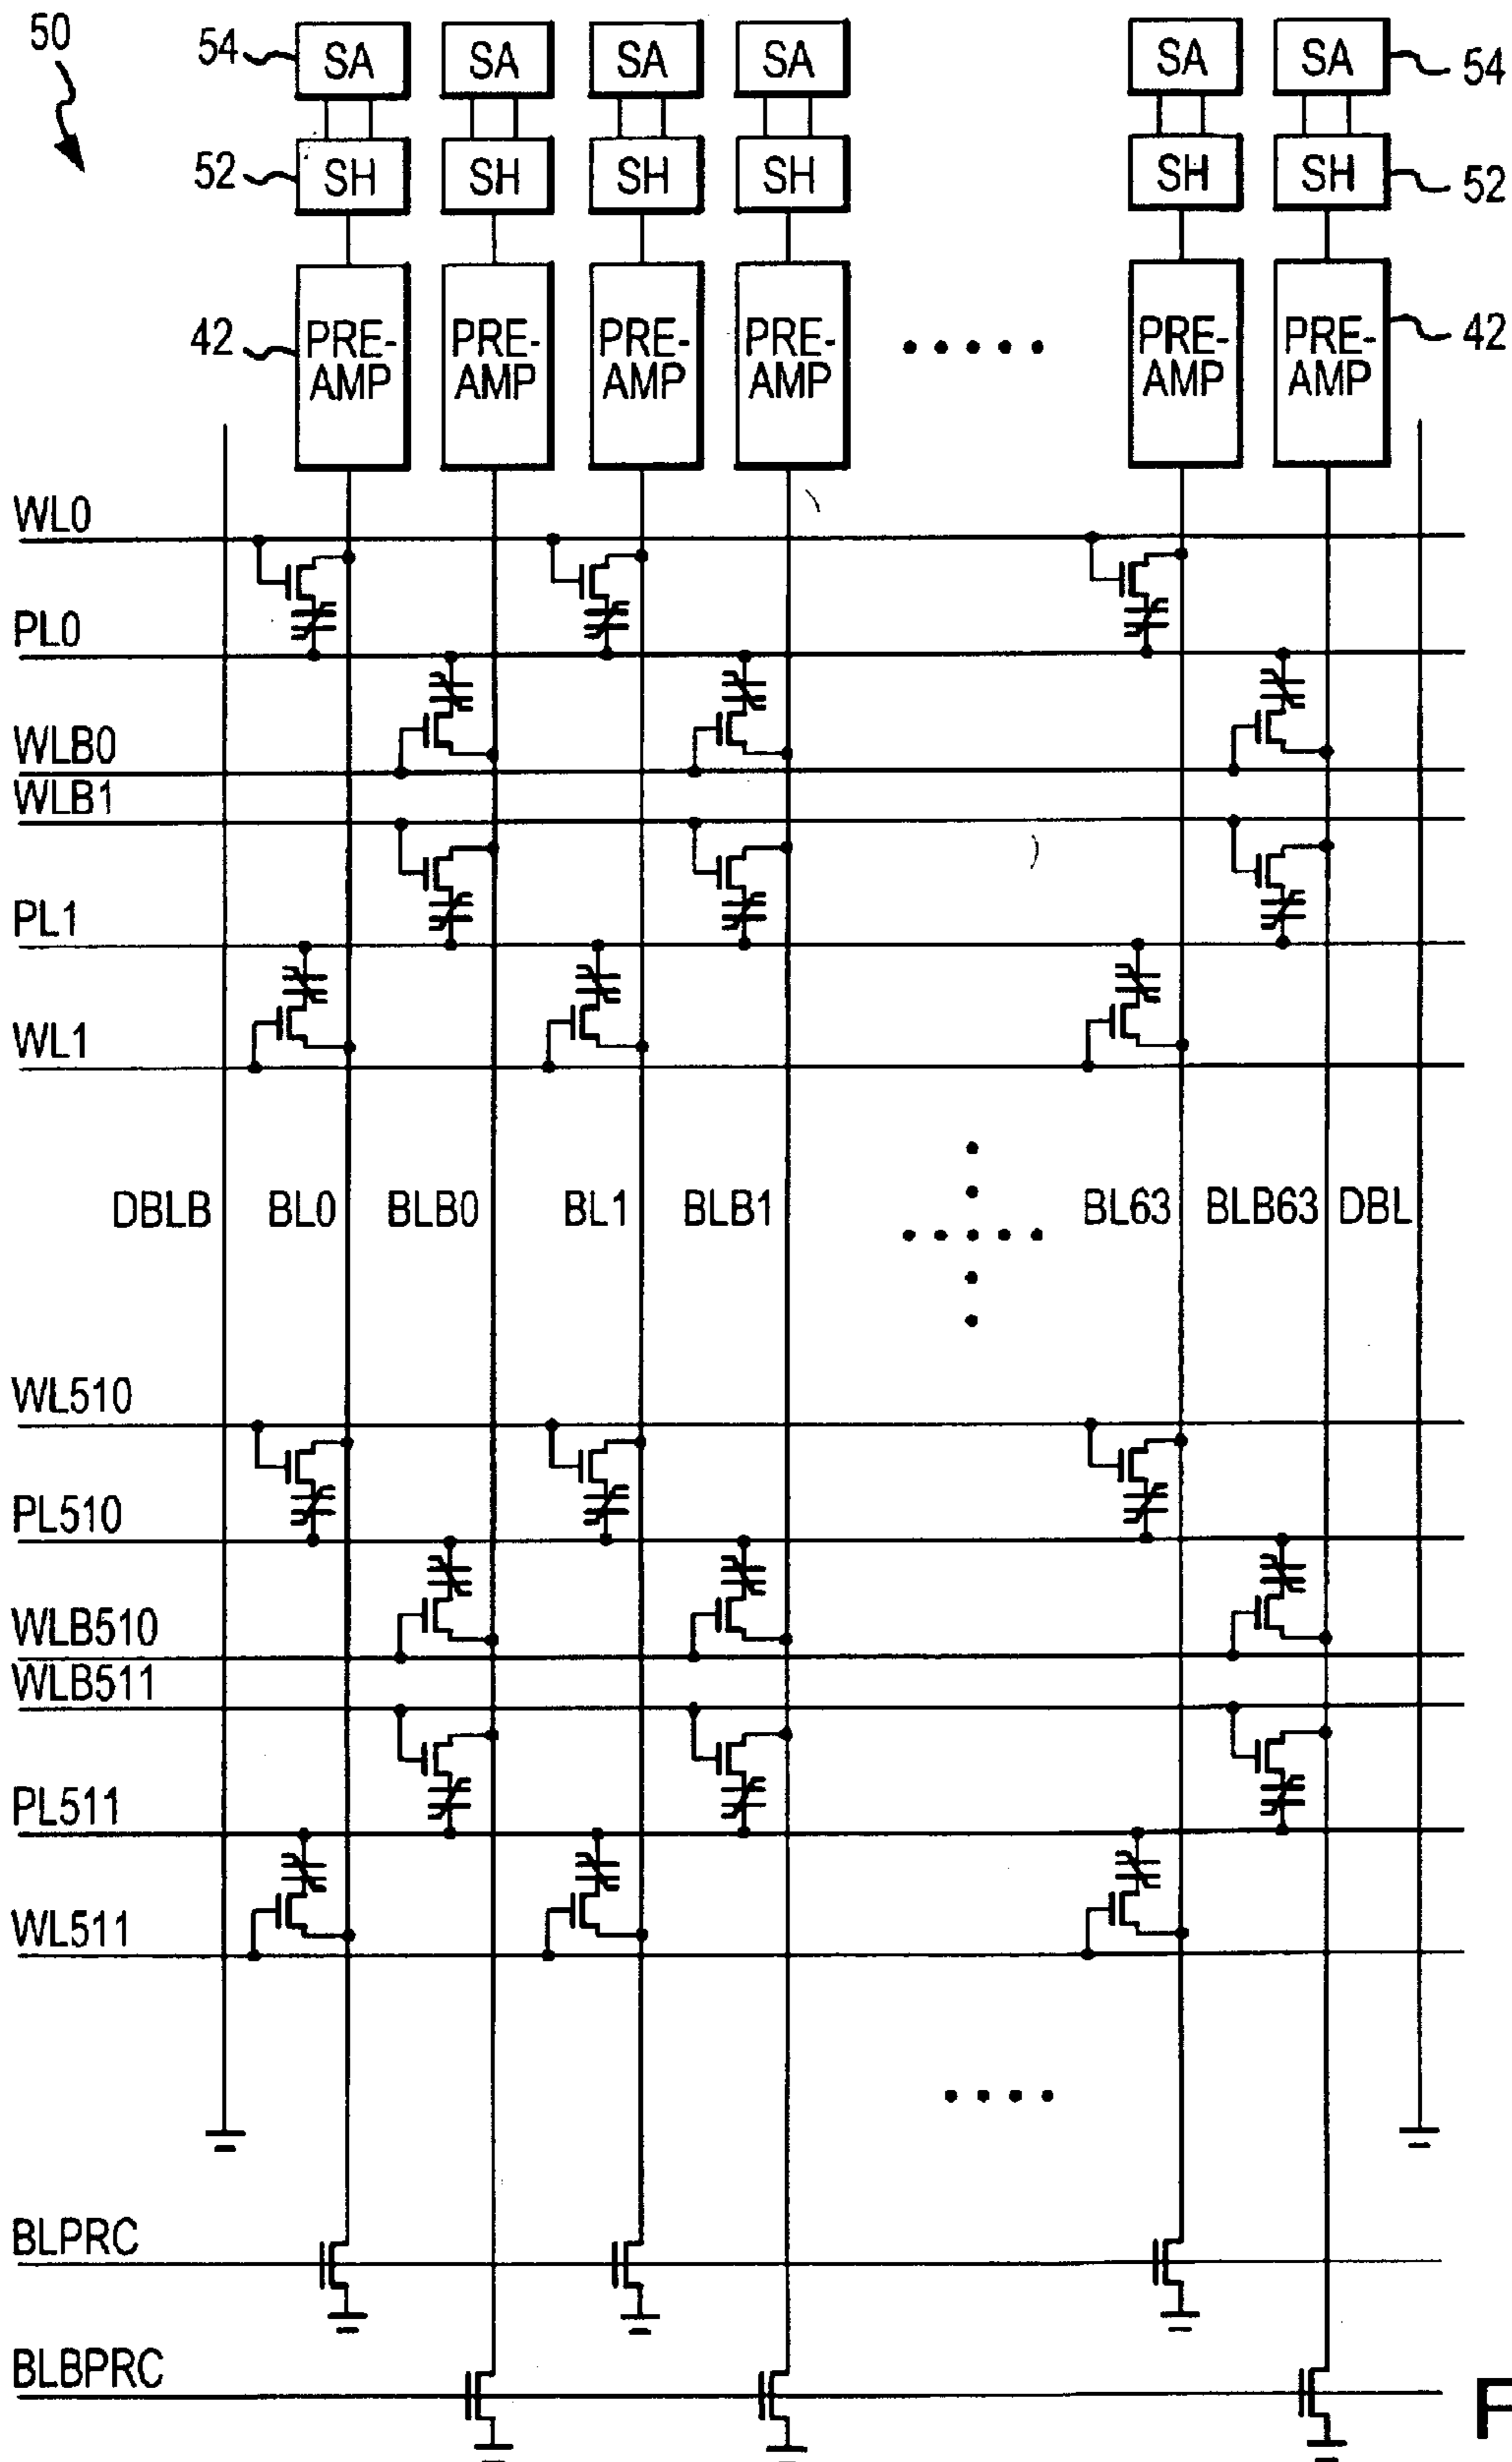 50
54 SA SA SA SA SA SA 54
52 SH SH SH SH SH SH 52
42 PRE-AMP PRE-AMP PRE-AMP PRE-AMP PRE-AMP PRE-AMP 42
WL0
PL0
WLB0
WLB1
PL1
WL1
DBLB BL0 BLB0 BL1 BLB1 BL63 BLB63 DBL
WL510
PL510
WLB510
WLB511
PL511
WL511
BLPRC
BLBPRC
F